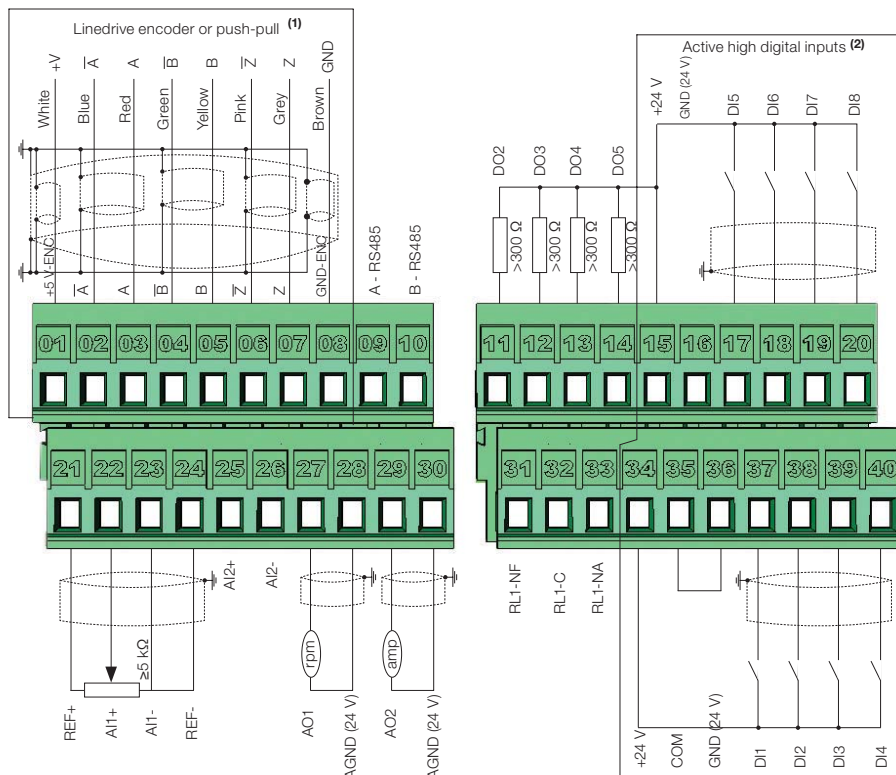 Linedrive encoder or push-pull (1)
Active high digital inputs (2)
White
+V
Blue
A̅
Red
A
Green
B̅
Yellow
B
Pink
Z̅
Grey
Z
Brown
GND
+5 V-ENC
A̅
A
B̅
B
Z̅
Z
GND-ENC
A - RS485
B - RS485
DO2
DO3
DO4
DO5
+24 V
GND (24 V)
DI5
DI6
DI7
DI8
>300 Ω
>300 Ω
>300 Ω
>300 Ω
01 02 03 04 05 06 07 08 09 10
11 12 13 14 15 16 17 18 19 20
21 22 23 24 25 26 27 28 29 30
31 32 33 34 35 36 37 38 39 40
AI2+
AI2-
RL1-NF
RL1-C
RL1-NA
≥5 kΩ
rpm
amp
REF+
AI1+
AI1-
REF-
AO1
AGND (24 V)
AO2
AGND (24 V)
+24 V
COM
GND (24 V)
DI1
DI2
DI3
DI4